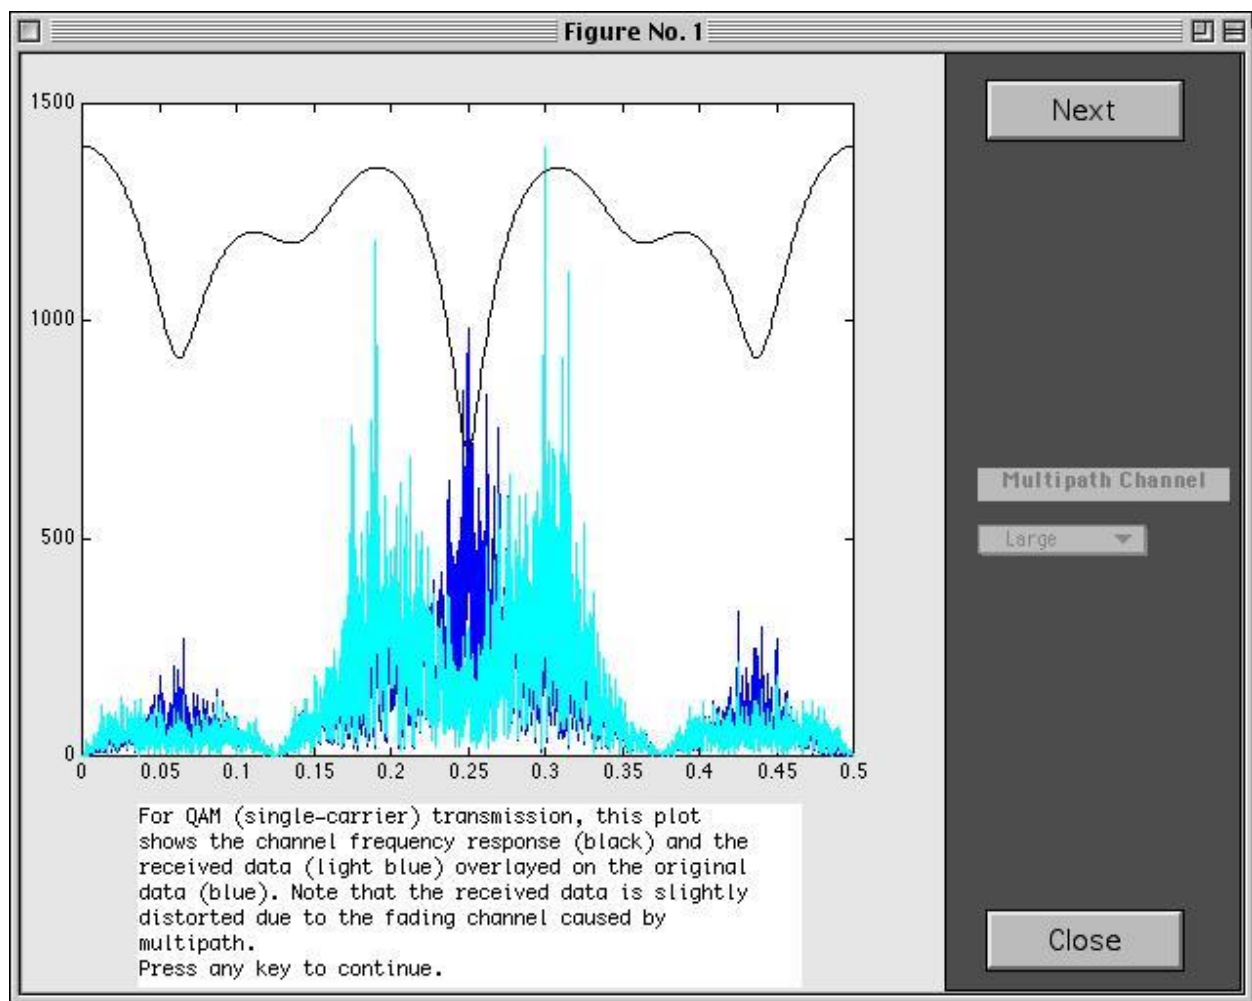 Figure No. 1
Next
1500
1000
500
0
0 0.05 0.1 0.15 0.2 0.25 0.3 0.35 0.4 0.45 0.5
Multipath Channel
Large
For QAM (single-carrier) transmission, this plot
shows the channel frequency response (black) and the
received data (light blue) overlayed on the original
data (blue). Note that the received data is slightly
distorted due to the fading channel caused by
multipath.
Press any key to continue.
Close